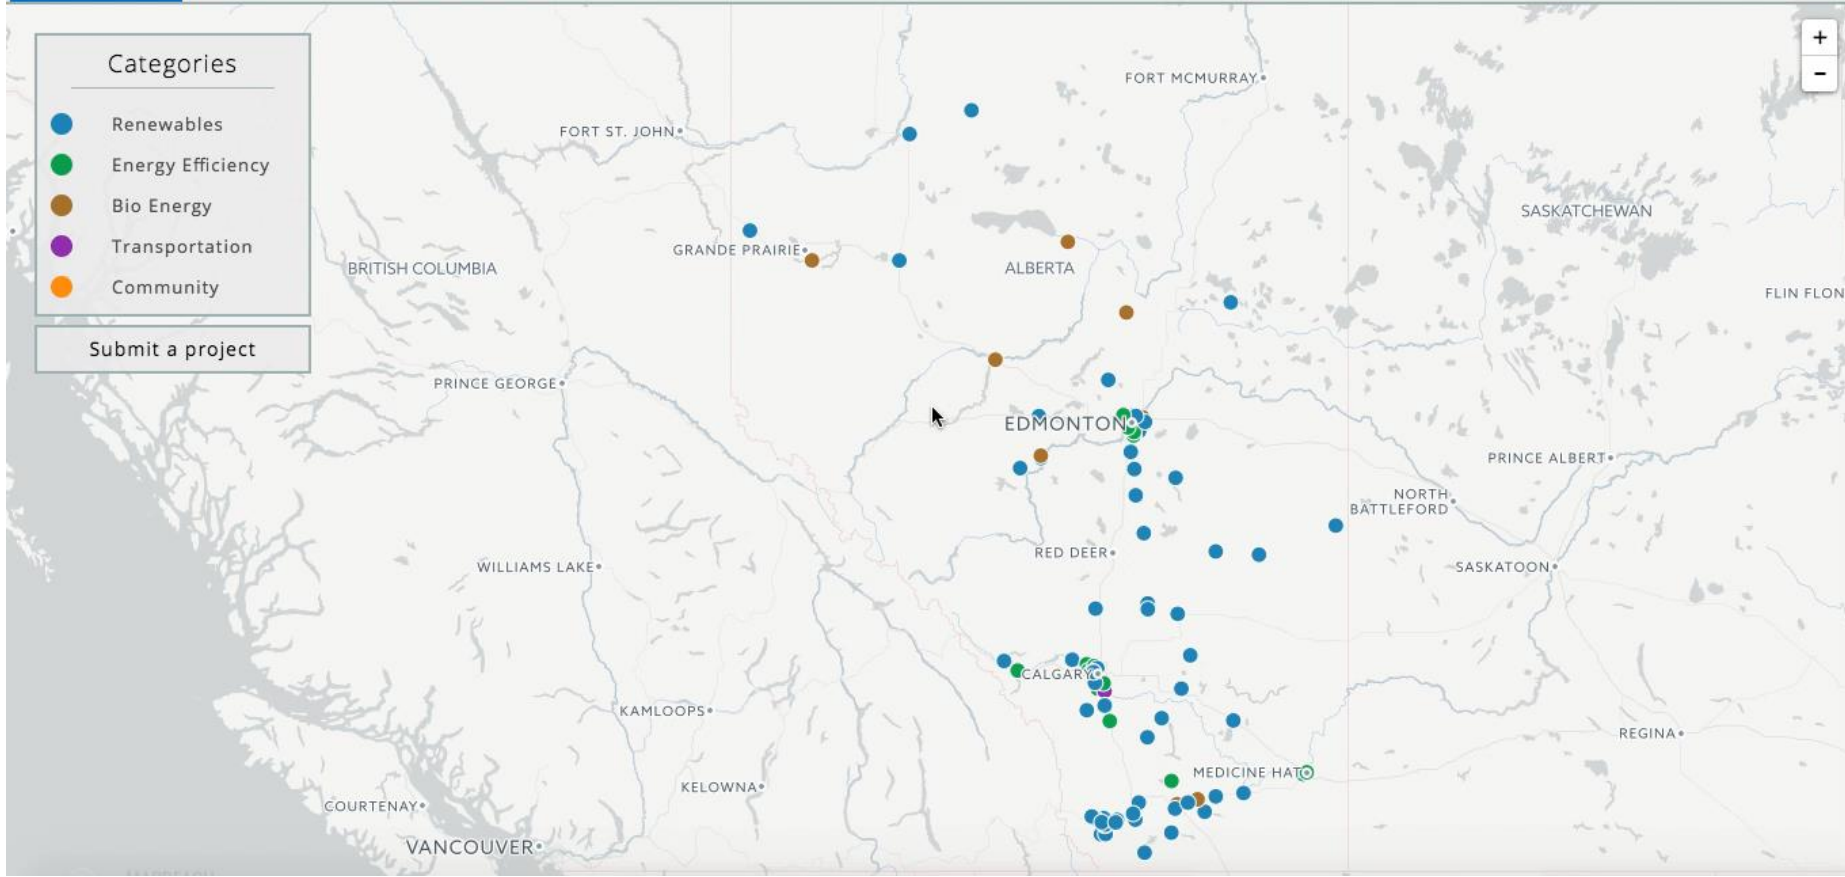 Categories
Renewables
Energy Efficiency
Bio Energy
Transportation
Community
Submit a project
+
-
FORT MCMURRAY
FORT ST. JOHN
SASKATCHEWAN
GRANDE PRAIRIE
BRITISH COLUMBIA
ALBERTA
FLIN FLON
PRINCE GEORGE
EDMONTON
PRINCE ALBERT
NORTH
BATTLEFORD
RED DEER
WILLIAMS LAKE
SASKATOON
CALGARY
KAMLOOPS
REGINA
MEDICINE HAT
KELOWNA
COURTENAY
VANCOUVER